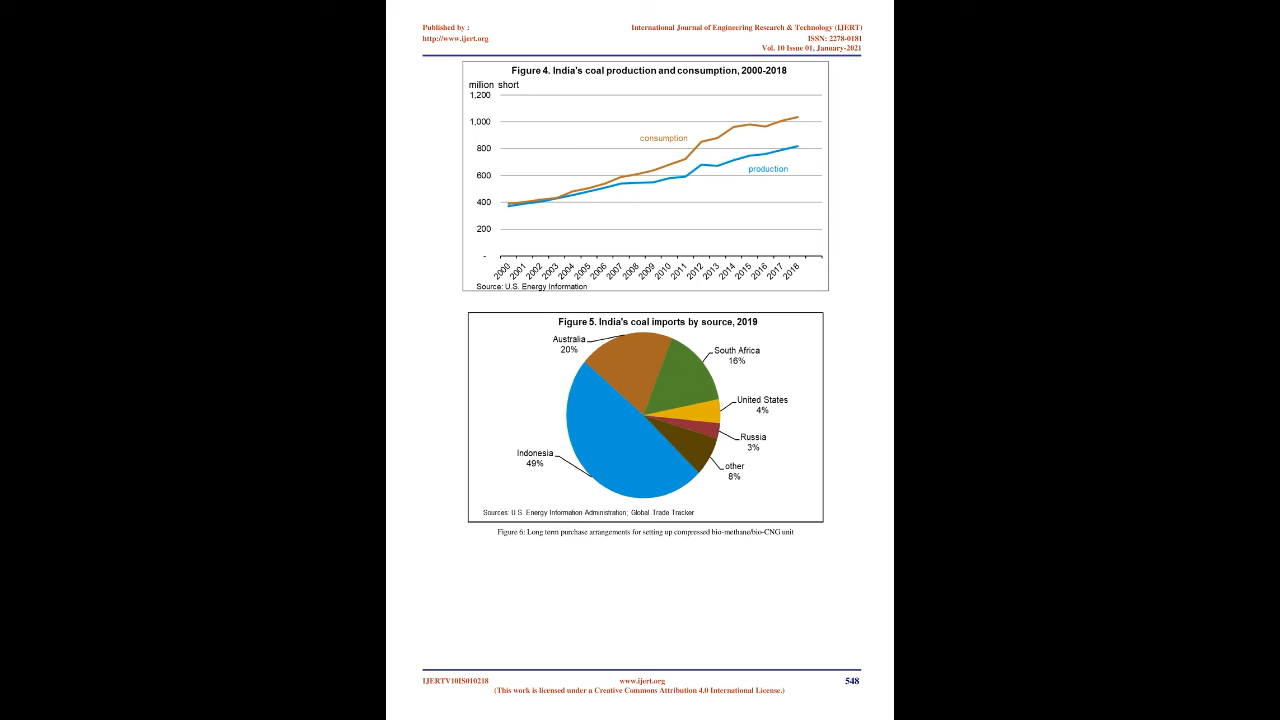 Published by :
http://www.ijert.org
International Journal of Engineering Research & Technology (IJERT)
ISSN: 2278-0181
Vol. 10 Issue 01, January-2021
Figure 4. India's coal production and consumption, 2000-2018
milion short
1,200
1,000
800
600
400
200
-
consumption
production
2000 2001 2002 2003 2004 2005 2006 2007 2008 2009 2010 2011 2012 2013 2014 2015 2016 2017 2018
Source: U.S. Energy Information
Figure 5. India's coal imports by source, 2019
Australia
20%
South Africa
16%
United States
4%
Russia
3%
other
8%
Indonesia
49%
Sources: U.S. Energy Information Administration; Global Trade Tracker
Figure 6: Long term purchase arrangements for setting up compressed bio-methane/bio-CNG unit
IJERTV10IS010218
www.ijert.org
548
(This work is licensed under a Creative Commons Attribution 4.0 International License.)